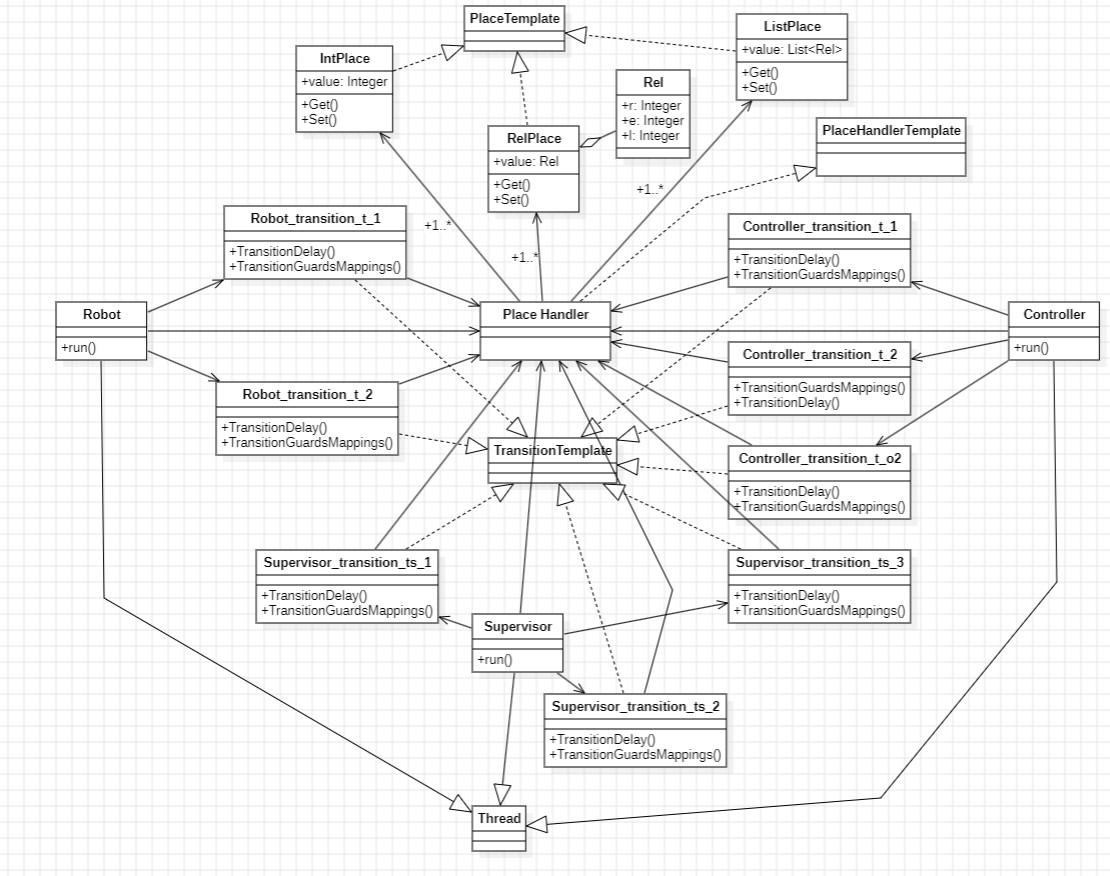 PlaceTemplate
ListPlace
+value: List<Rel>
+Get()
+Set()
IntPlace
+value: Integer
+Get()
+Set()
Rel
+r: Integer
+e: Integer
+l: Integer
RelPlace
+value: Rel
+Get()
+Set()
PlaceHandlerTemplate
+1..*
+1..*
+1..*
Robot_transition_t_1
+TransitionDelay()
+TransitionGuardsMappings()
Controller_transition_t_1
+TransitionDelay()
+TransitionGuardsMappings()
Robot
+run()
Place Handler
Controller
+run()
Controller_transition_t_2
+TransitionGuardsMappings()
+TransitionDelay()
Robot_transition_t_2
+TransitionDelay()
+TransitionGuardsMappings()
TransitionTemplate
Controller_transition_t_o2
+TransitionDelay()
+TransitionGuardsMappings()
Supervisor_transition_ts_1
+TransitionDelay()
+TransitionGuardsMappings()
Supervisor_transition_ts_3
+TransitionDelay()
+TransitionGuardsMappings()
Supervisor
+run()
Supervisor_transition_ts_2
+TransitionDelay()
+TransitionGuardsMappings()
Thread